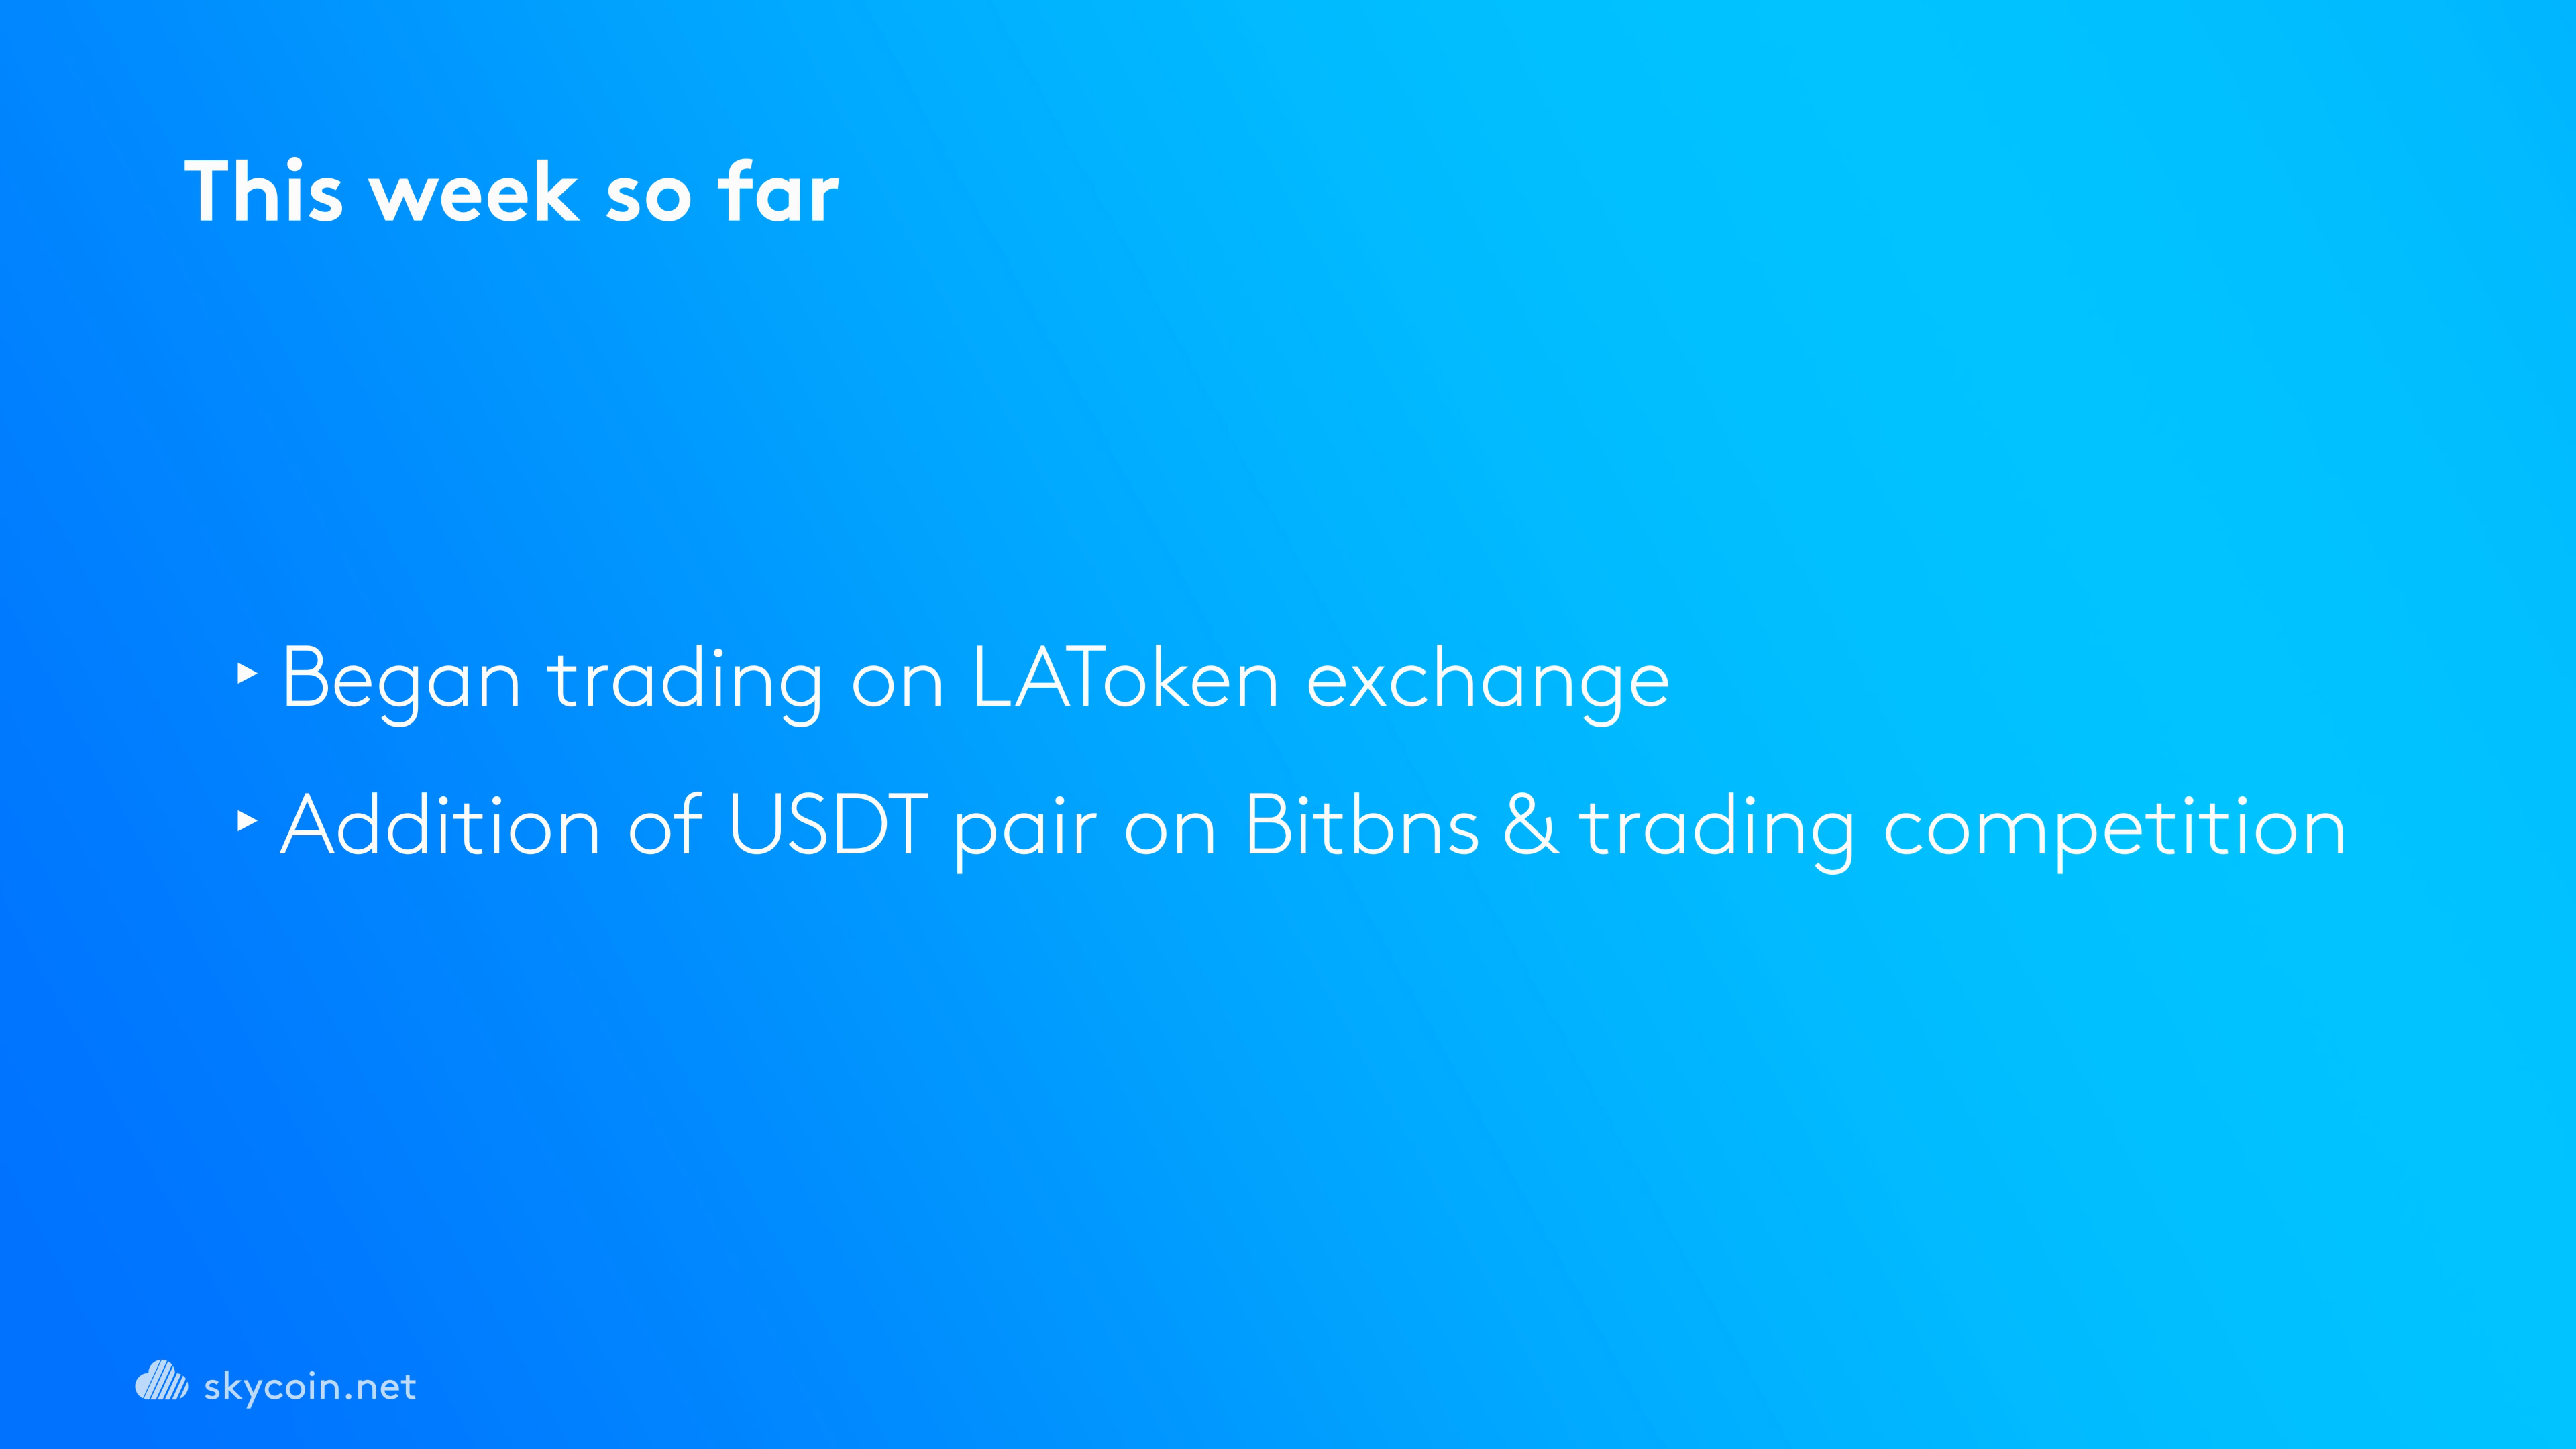 This week so far
‣ Began trading on LAToken exchange
‣ Addition of USDT pair on Bitbns & trading competition
skycoin.net